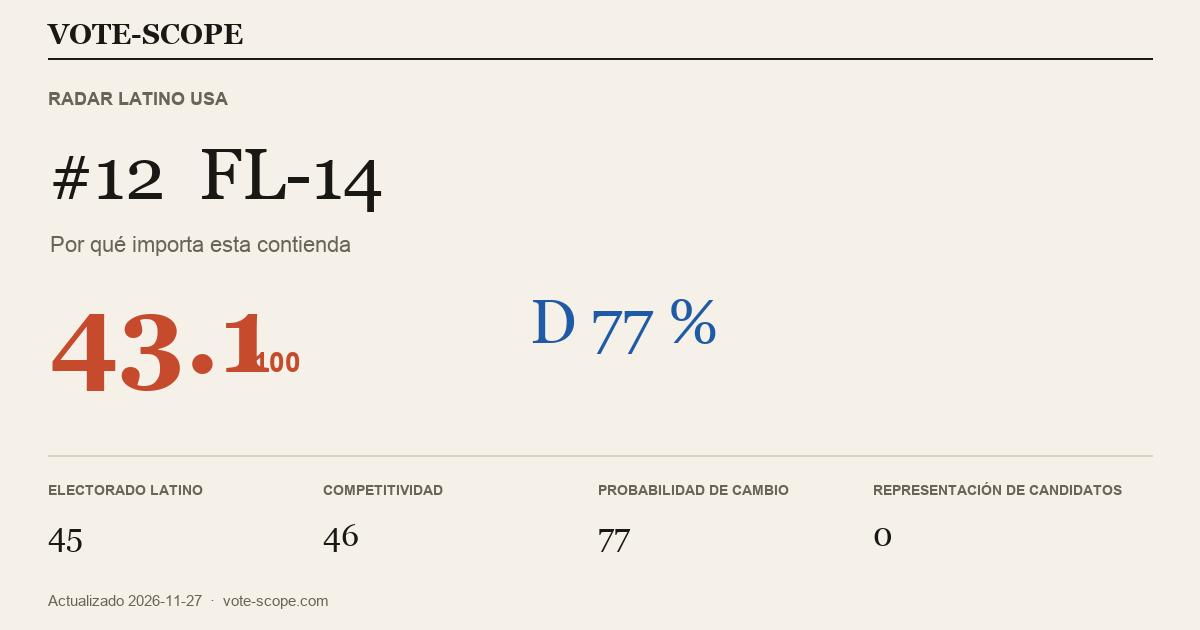 VOTE-SCOPE
RADAR LATINO USA
#12 FL-14
Por qué importa esta contienda
43.1 /100 D 77 %
ELECTORADO LATINO COMPETITIVIDAD PROBABILIDAD DE CAMBIO REPRESENTACIÓN DE CANDIDATOS
45 46 77 0
Actualizado 2026-11-27 · vote-scope.com